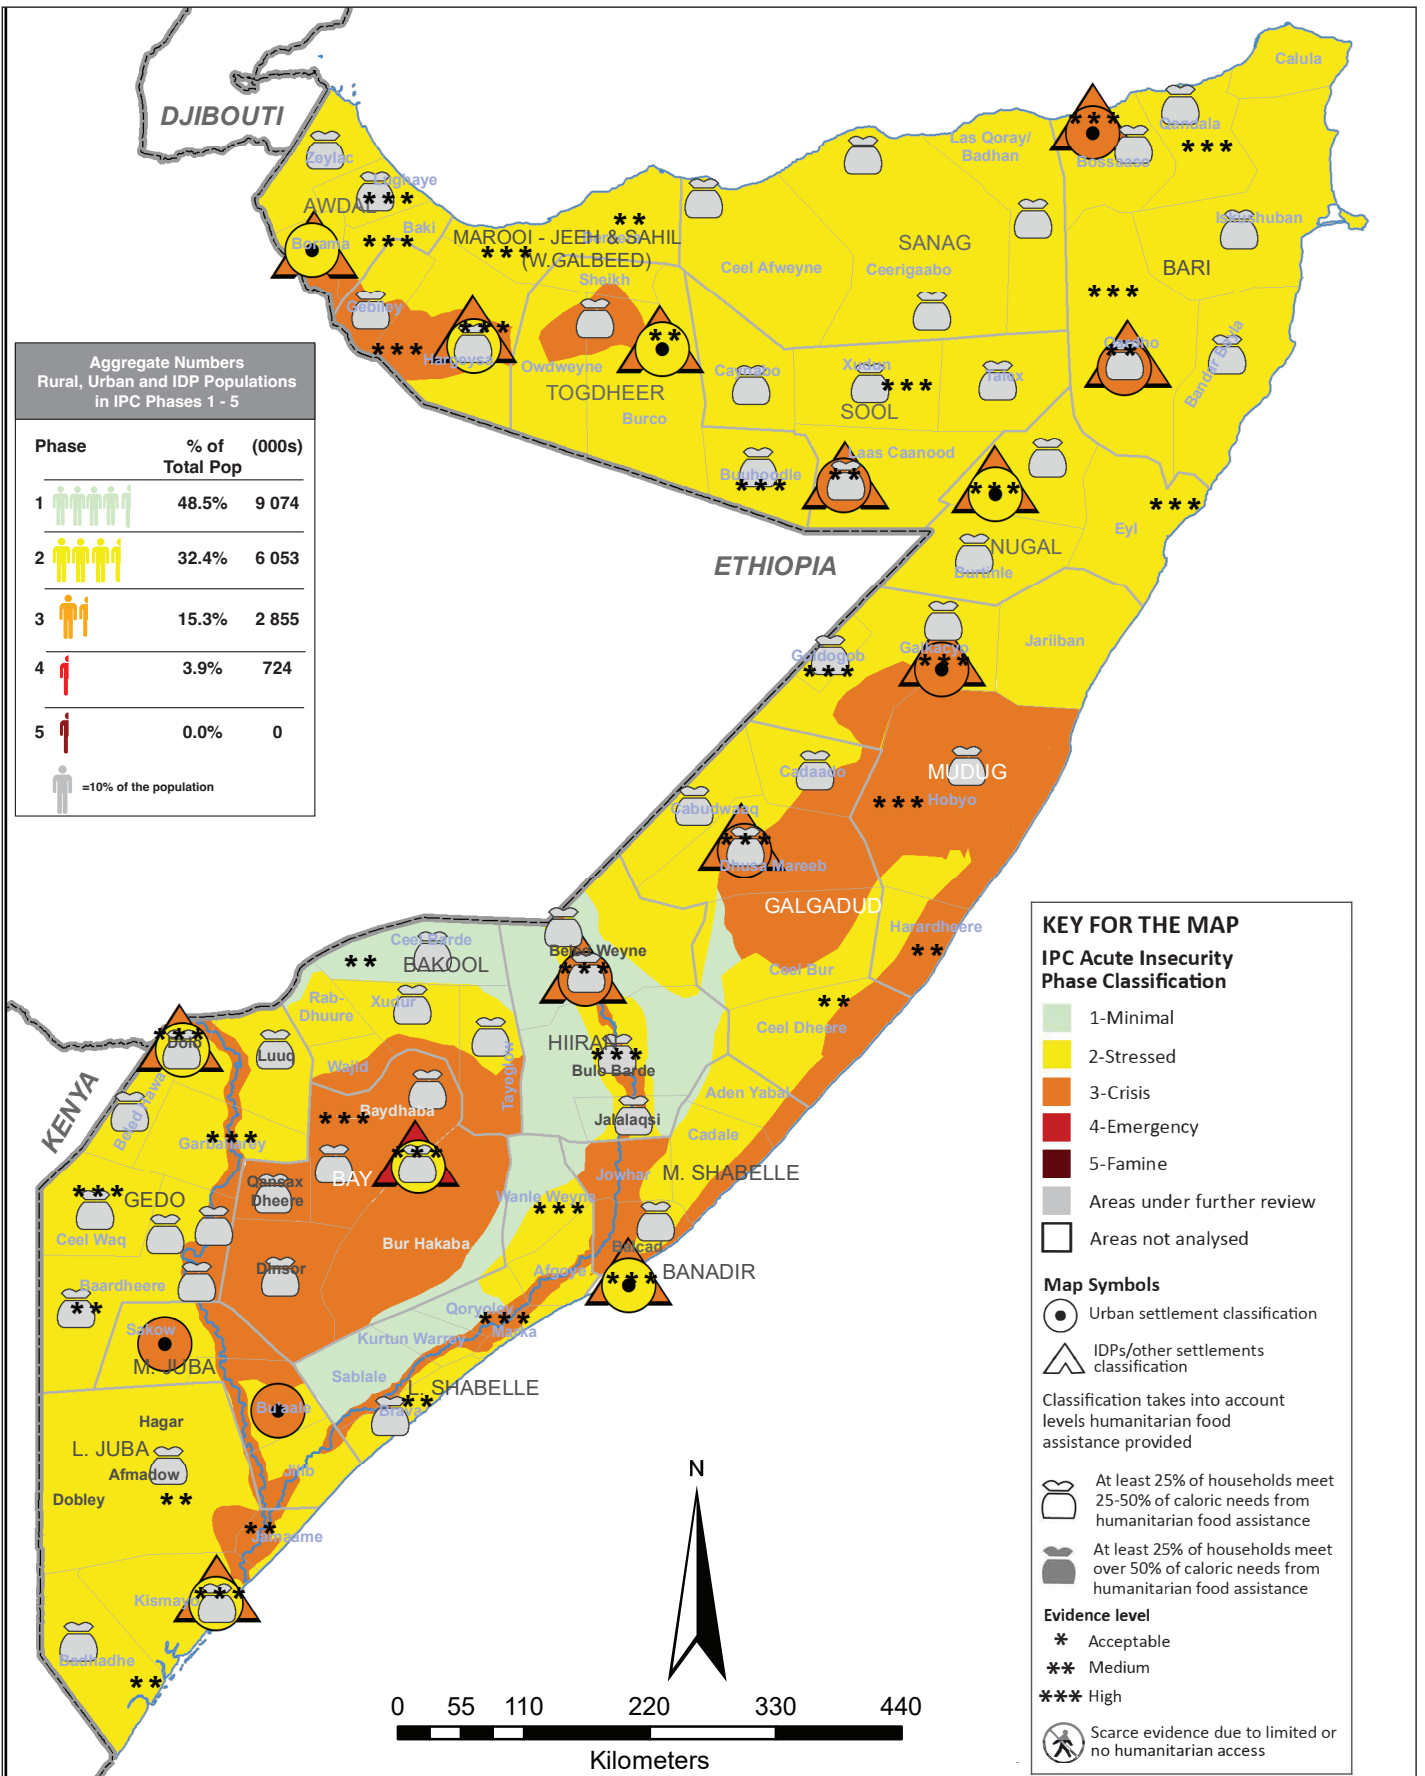 DJIBOUTI
Calula
Qandala
***
***
Bossaaso
Las Qoray/
Badhan
Zeylac
Lughaye
***
AWDAL
Baki
***
Borama
**
MAROOI - JEEH & SAHIL
(W.GALBEED)
***
Sheikh
SANAG
Ceel Afweyne
Ceerigaabo
Iskushuban
BARI
***
Gebiley
***
***
Hargeysa
Owdweyne
**
TOGDHEER
Burco
Caynabo
Xudun
***
SOOL
Talex
Qardho
**
Bandar Beyla
Buuhoodle
***
Laas Caanood
**
***
***
Eyl
NUGAL
Burtinle
ETHIOPIA
Jariiban
Goldogob
***
Galkacyo
***
MUDUG
Hobyo
***
Cadaado
Cabudwaaq
***
Dhusa Mareeb
GALGADUD
Harardheere
**
Ceel Bur
**
Ceel Dheere
Aggregate Numbers
Rural, Urban and IDP Populations
in IPC Phases 1 - 5
Phase % of (000s)
Total Pop
1 48.5% 9 074
2 32.4% 6 053
3 15.3% 2 855
4 3.9% 724
5 0.0% 0
=10% of the population
Ceel Barde
**
BAKOOL
Beled Weyne
***
Rab-
Dhuure
Xudur
***
Dolo
Luuq
Wajid
Tayeglow
HIIRAN
***
Bulo Barde
Jalalaqsi
Aden Yabal
Cadale
KENYA
Beled Hawa
Garbaharey
***
Baydhaba
***
***
BAY
Qansax
Dheere
Jowhar
M. SHABELLE
Wanle Weyne
***
***
GEDO
Ceel Waq
Bur Hakaba
Dinsor
Balcad
***
BANADIR
Afgoye
Baardheere
**
Qoryoley
***
Marka
Kurtun Warrey
Sakow
M. JUBA
Sablale
L. SHABELLE
**
Brava
Bu'aale
Hagar
L. JUBA
Afmadow
Dobley
**
Jilib
**
Jamaame
***
Kismayo
Badhadhe
**
N
0 55 110 220 330 440
Kilometers
KEY FOR THE MAP
IPC Acute Insecurity
Phase Classification
1-Minimal
2-Stressed
3-Crisis
4-Emergency
5-Famine
Areas under further review
Areas not analysed
Map Symbols
Urban settlement classification
IDPs/other settlements
classification
Classification takes into account
levels humanitarian food
assistance provided
At least 25% of households meet
25-50% of caloric needs from
humanitarian food assistance
At least 25% of households meet
over 50% of caloric needs from
humanitarian food assistance
Evidence level
* Acceptable
** Medium
*** High
Scarce evidence due to limited or
no humanitarian access